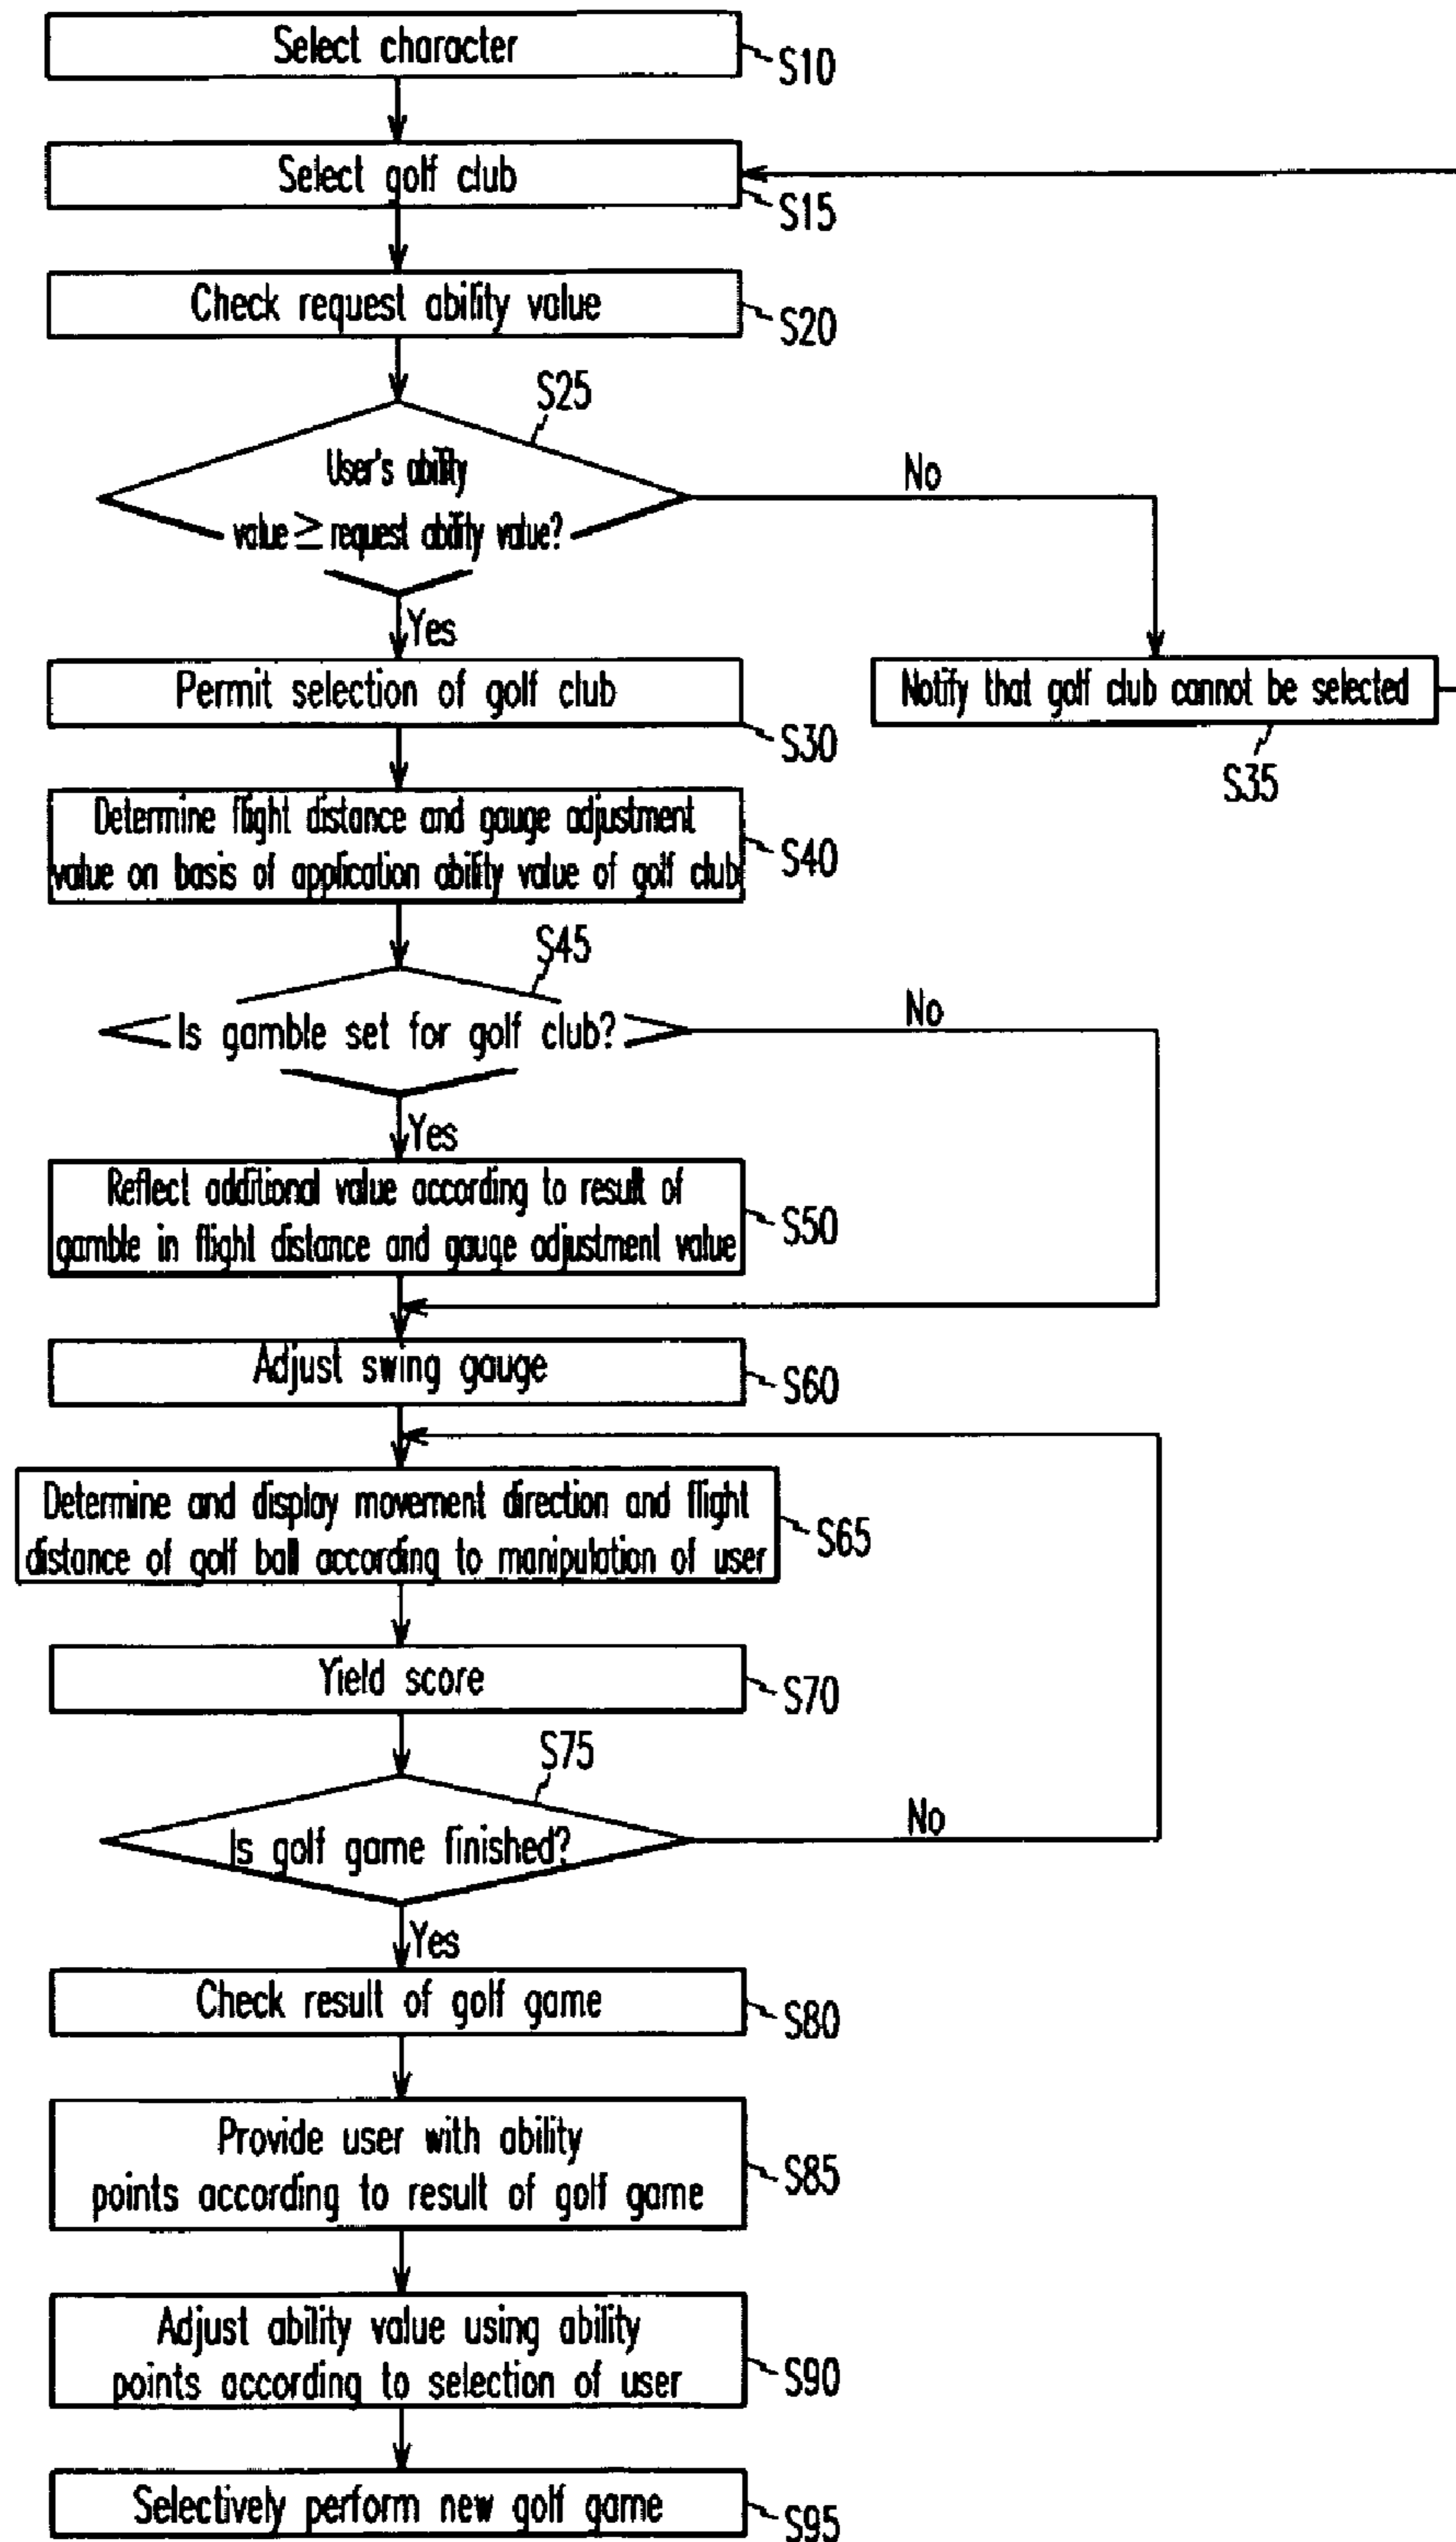 Select character
S10
Select golf club
S15
Check request ability value
S20
S25
User's ability
value ≥ request ability value?
No
Yes
Permit selection of golf club
S30
Notify that golf club cannot be selected
S35
Determine flight distance and gauge adjustment
value on basis of application ability value of golf club
S40
S45
Is gamble set for golf club?
No
Yes
Reflect additional value according to result of
gamble in flight distance and gauge adjustment value
S50
Adjust swing gauge
S60
Determine and display movement direction and flight
distance of golf ball according to manipulation of user
S65
Yield score
S70
S75
Is golf game finished?
No
Yes
Check result of golf game
S80
Provide user with ability
points according to result of golf game
S85
Adjust ability value using ability
points according to selection of user
S90
Selectively perform new golf game
S95